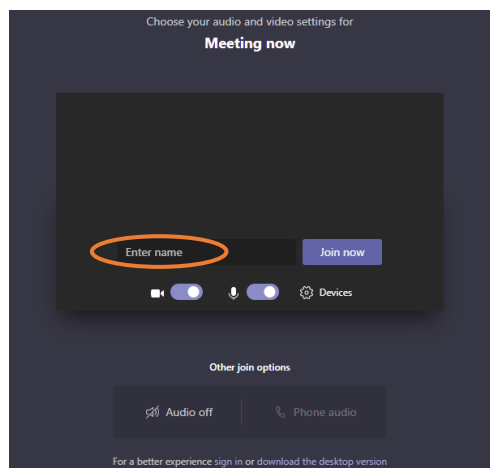 Choose your audio and video settings for
Meeting now
Enter name
Join now
Devices
Other join options
Audio off
Phone audio
For a better experience sign in or download the desktop version